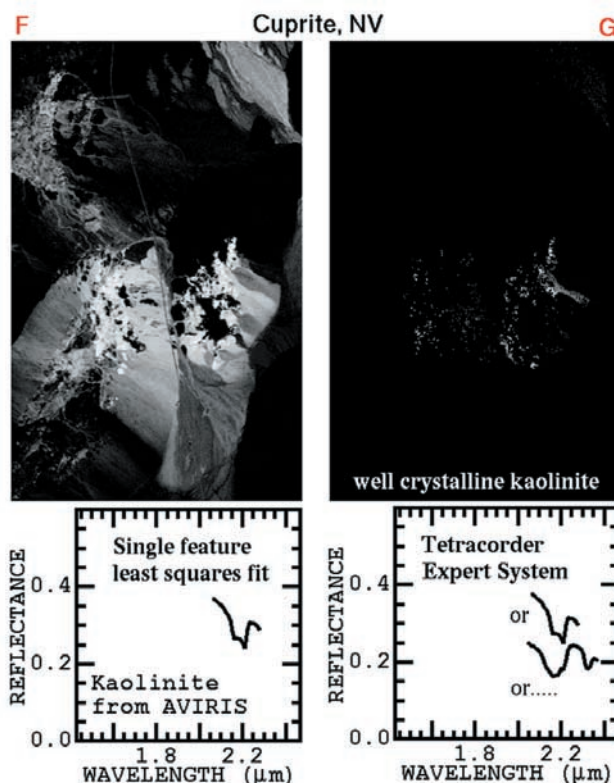 Cuprite, NV
F
G
well crystalline kaolinite
Single feature
least squares fit
Kaolinite
from AVIRIS
REFLECTANCE
0.4
0.2
0.0
1.8
2.2
WAVELENGTH (μm)
Tetracorder
Expert System
or
or.....
REFLECTANCE
0.4
0.2
0.0
1.8
2.2
WAVELENGTH (μm)